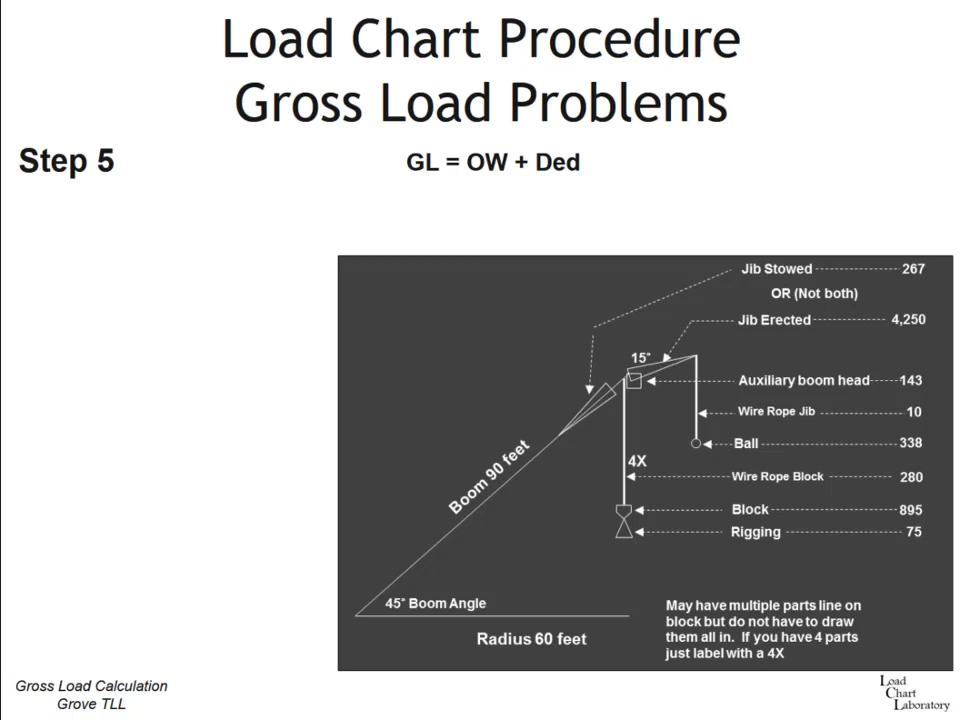 Load Chart Procedure
Gross Load Problems
Step 5
GL = OW + Ded
Jib Stowed 267
OR (Not both)
Jib Erected 4,250
15°
Auxiliary boom head 143
Wire Rope Jib 10
Ball 338
4X
Wire Rope Block 280
Block 895
Rigging 75
Boom 90 feet
45° Boom Angle
Radius 60 feet
May have multiple parts line on
block but do not have to draw
them all in. If you have 4 parts
just label with a 4X
Gross Load Calculation
Grove TLL
Load
Chart
Laboratory